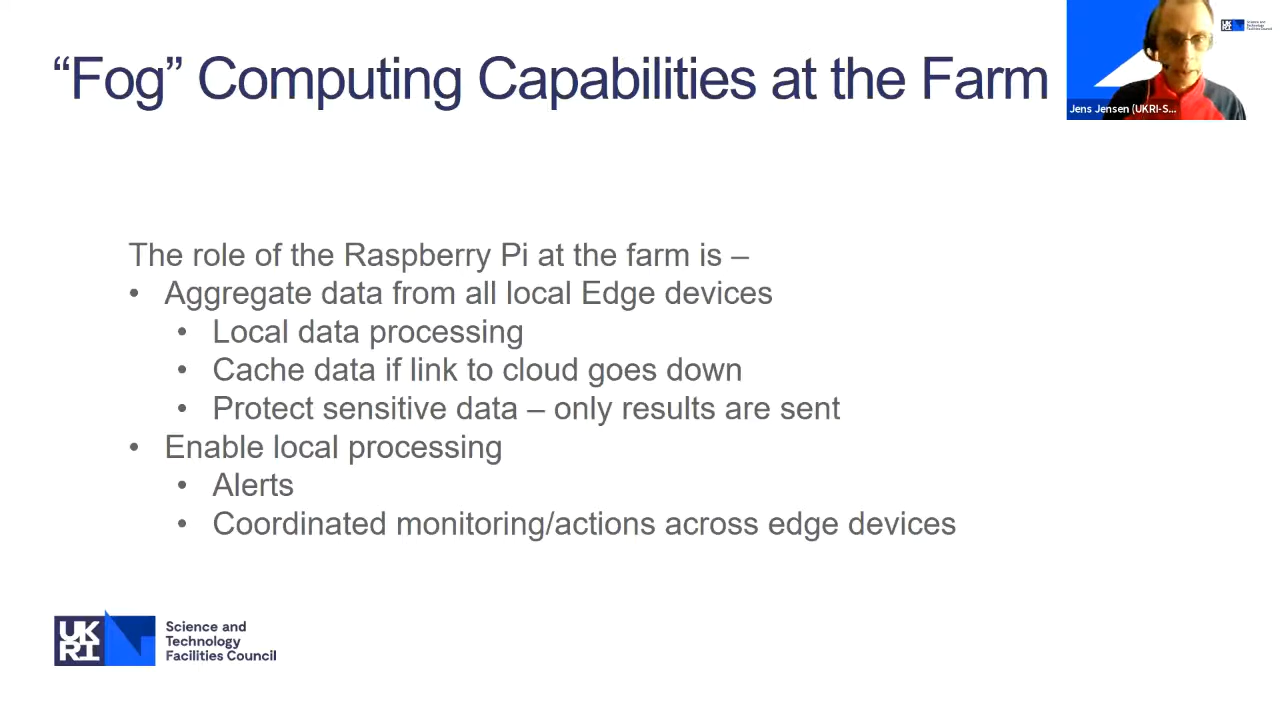 “Fog” Computing Capabilities at the Farm
Jens Jensen (UKRI-S...
The role of the Raspberry Pi at the farm is –
• Aggregate data from all local Edge devices
• Local data processing
• Cache data if link to cloud goes down
• Protect sensitive data – only results are sent
• Enable local processing
• Alerts
• Coordinated monitoring/actions across edge devices
UK
RI
Science and
Technology
Facilities Council